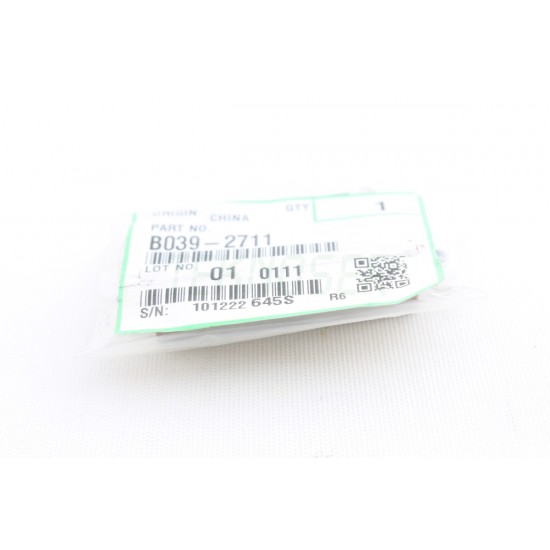 ORIGIN CHINA QTY 1
PART NO.
B039-2711
LOT NO. 01 0111
S/N: 101222 645S R6